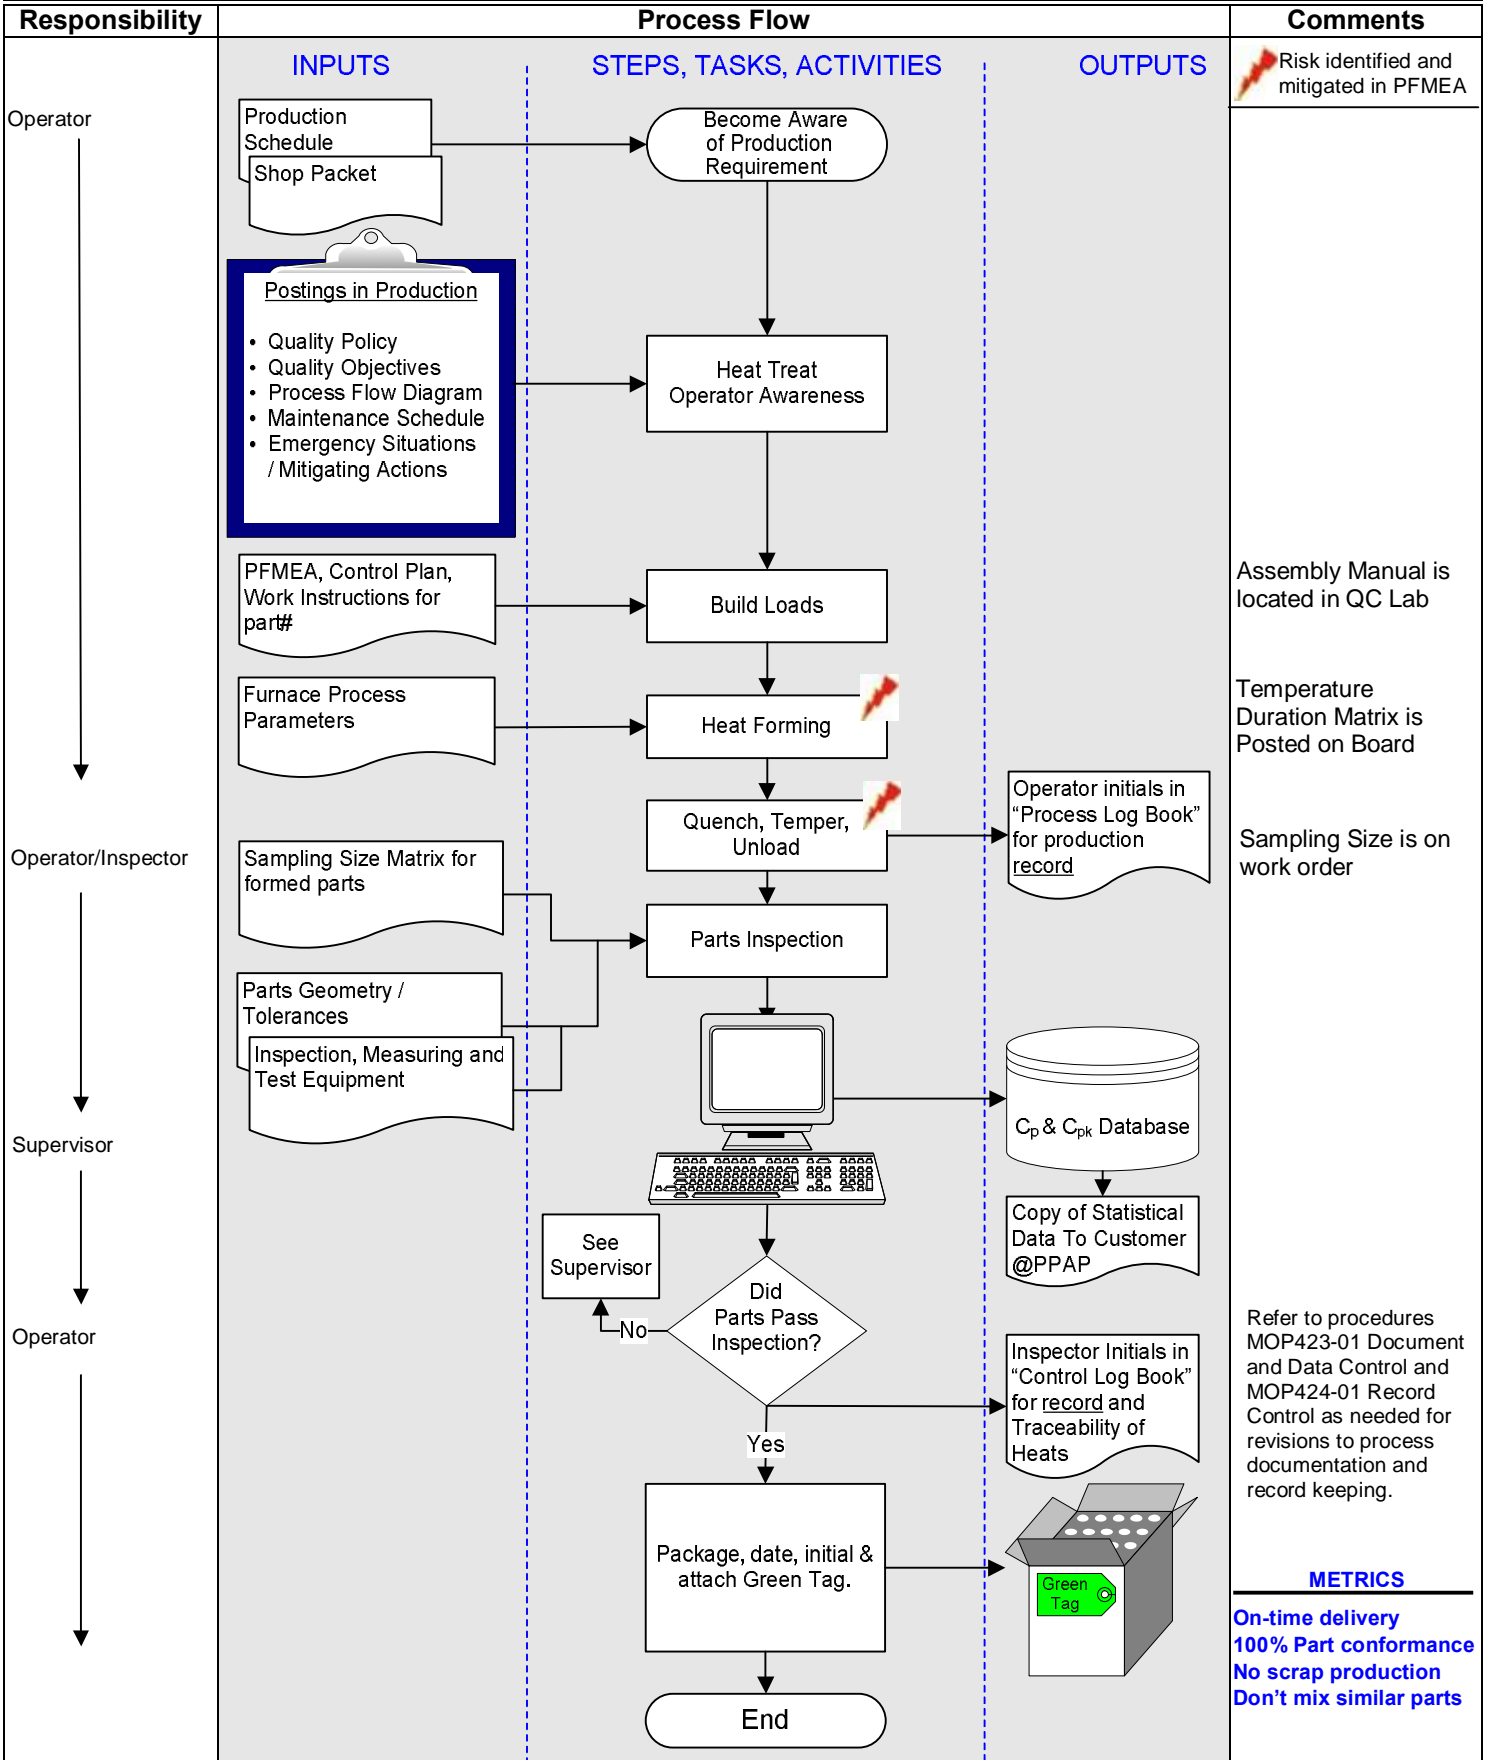 Responsibility
Process Flow
Comments
INPUTS
STEPS, TASKS, ACTIVITIES
OUTPUTS
Risk identified and
mitigated in PFMEA
Operator
Production
Schedule
Shop Packet
Become Aware
of Production
Requirement
Postings in Production
• Quality Policy
• Quality Objectives
• Process Flow Diagram
• Maintenance Schedule
• Emergency Situations
/ Mitigating Actions
Heat Treat
Operator Awareness
PFMEA, Control Plan,
Work Instructions for
part#
Build Loads
Assembly Manual is
located in QC Lab
Furnace Process
Parameters
Heat Forming
Temperature
Duration Matrix is
Posted on Board
Quench, Temper,
Unload
Operator initials in
“Process Log Book”
for production
record
Operator/Inspector
Sampling Size Matrix for
formed parts
Sampling Size is on
work order
Parts Inspection
Parts Geometry /
Tolerances
Inspection, Measuring and
Test Equipment
Cp & Cpk Database
Supervisor
Copy of Statistical
Data To Customer
@PPAP
See
Supervisor
Did
Parts Pass
Inspection?
No
Operator
Inspector Initials in
“Control Log Book”
for record and
Traceability of
Heats
Refer to procedures
MOP423-01 Document
and Data Control and
MOP424-01 Record
Control as needed for
revisions to process
documentation and
record keeping.
Yes
Package, date, initial &
attach Green Tag.
Green
Tag
METRICS
On-time delivery
100% Part conformance
No scrap production
Don’t mix similar parts
End